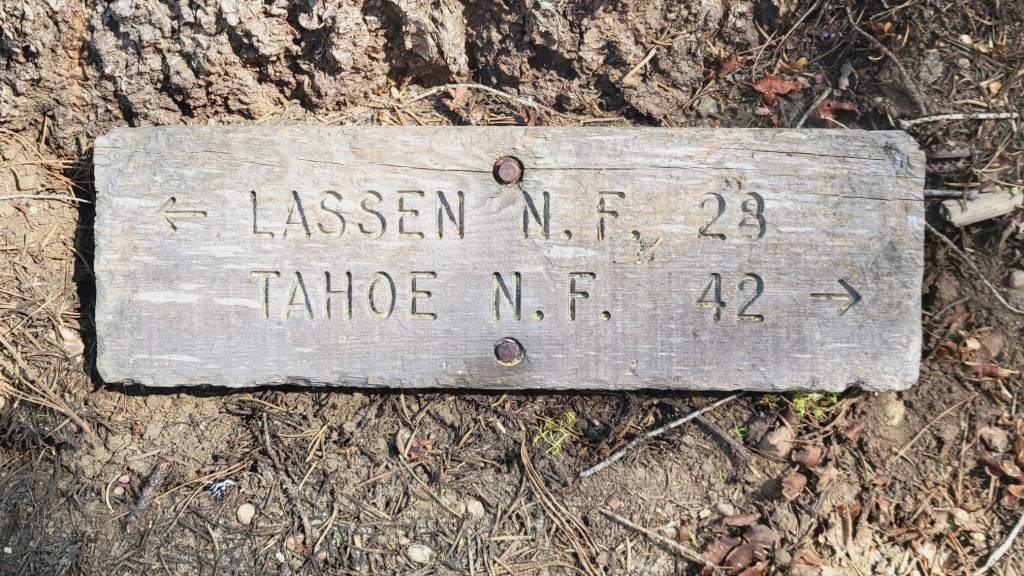 ← LASSEN N. F. 28
TAHOE N. F. 42 →